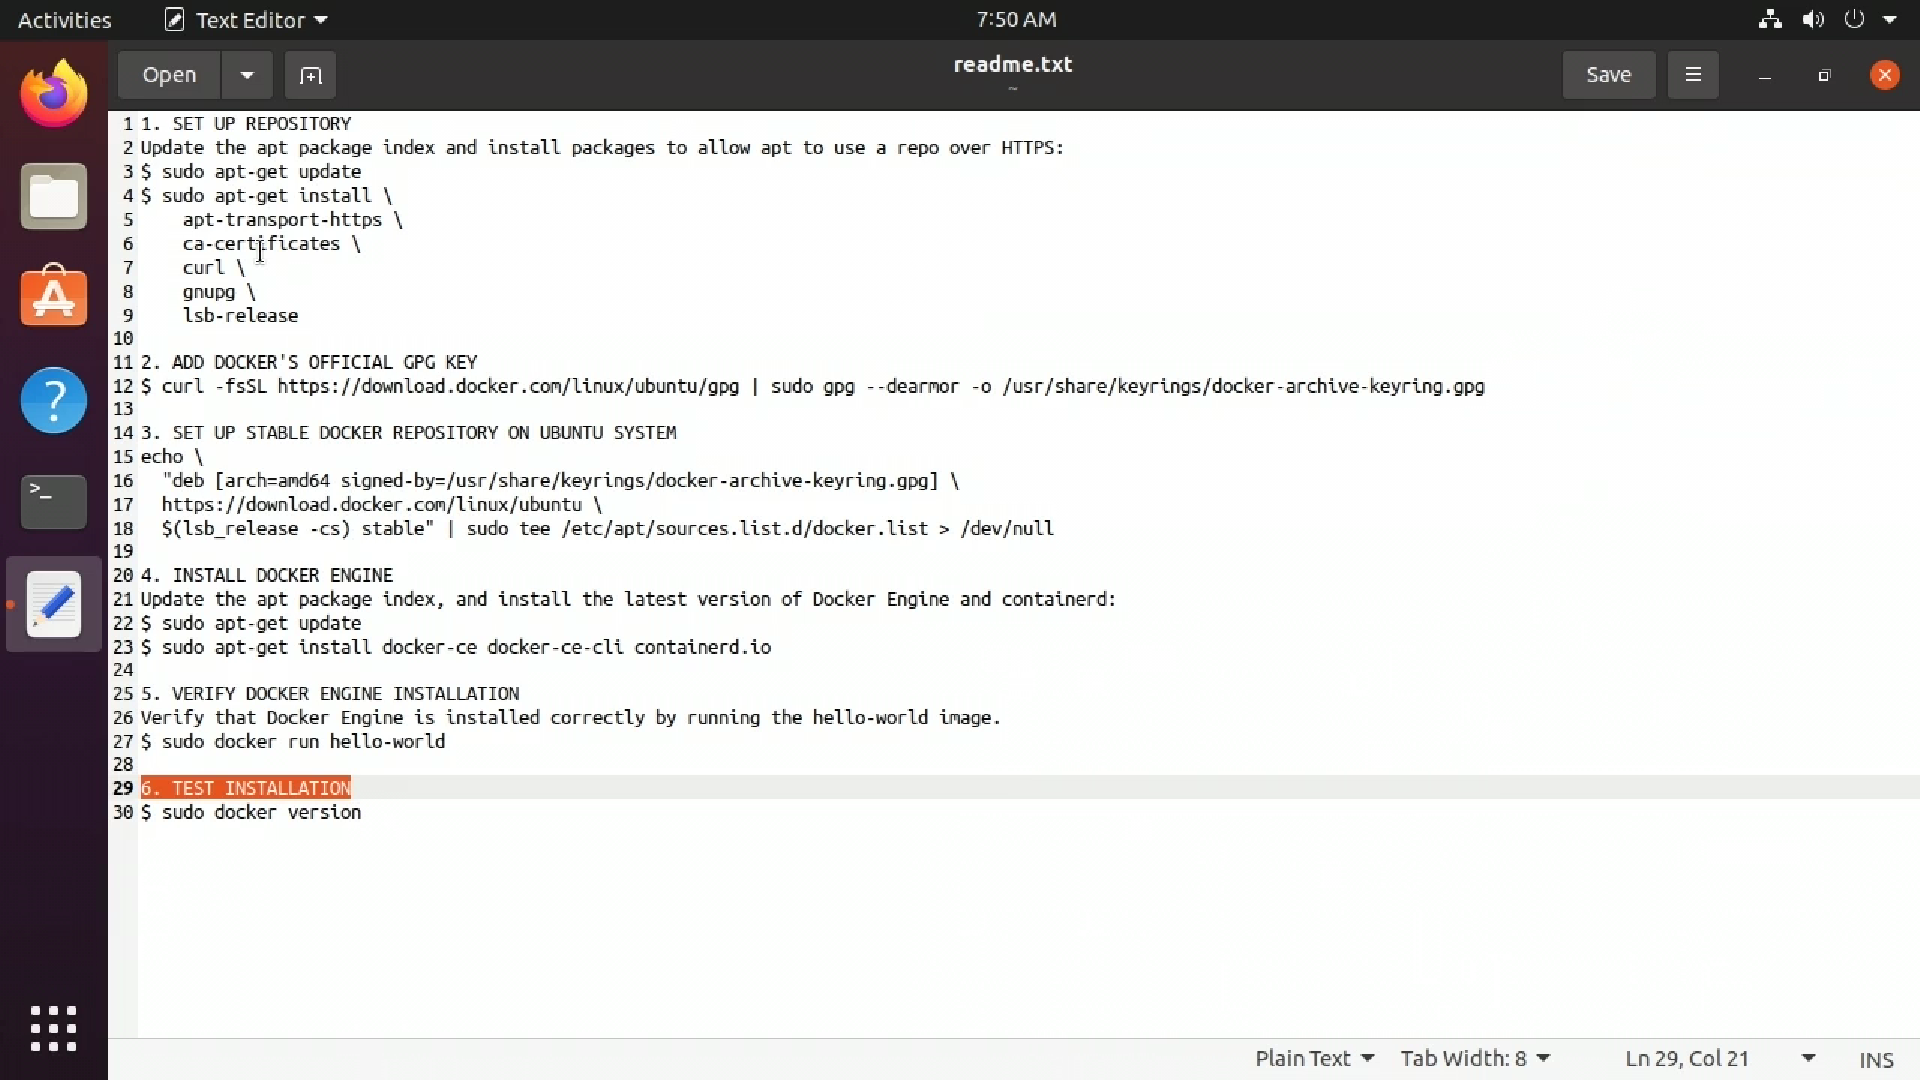 Activities
Text Editor
7:50 AM
Open
readme.txt
~
Save
1 1. SET UP REPOSITORY
2 Update the apt package index and install packages to allow apt to use a repo over HTTPS:
3 $ sudo apt-get update
4 $ sudo apt-get install \
5     apt-transport-https \
6     ca-certificates \
7     curl \
8     gnupg \
9     lsb-release
10
11 2. ADD DOCKER'S OFFICIAL GPG KEY
12 $ curl -fsSL https://download.docker.com/linux/ubuntu/gpg | sudo gpg --dearmor -o /usr/share/keyrings/docker-archive-keyring.gpg
13
14 3. SET UP STABLE DOCKER REPOSITORY ON UBUNTU SYSTEM
15 echo \
16   "deb [arch=amd64 signed-by=/usr/share/keyrings/docker-archive-keyring.gpg] \
17   https://download.docker.com/linux/ubuntu \
18   $(lsb_release -cs) stable" | sudo tee /etc/apt/sources.list.d/docker.list > /dev/null
19
20 4. INSTALL DOCKER ENGINE
21 Update the apt package index, and install the latest version of Docker Engine and containerd:
22 $ sudo apt-get update
23 $ sudo apt-get install docker-ce docker-ce-cli containerd.io
24
25 5. VERIFY DOCKER ENGINE INSTALLATION
26 Verify that Docker Engine is installed correctly by running the hello-world image.
27 $ sudo docker run hello-world
28
29 6. TEST INSTALLATION
30 $ sudo docker version
Plain Text
Tab Width: 8
Ln 29, Col 21
INS